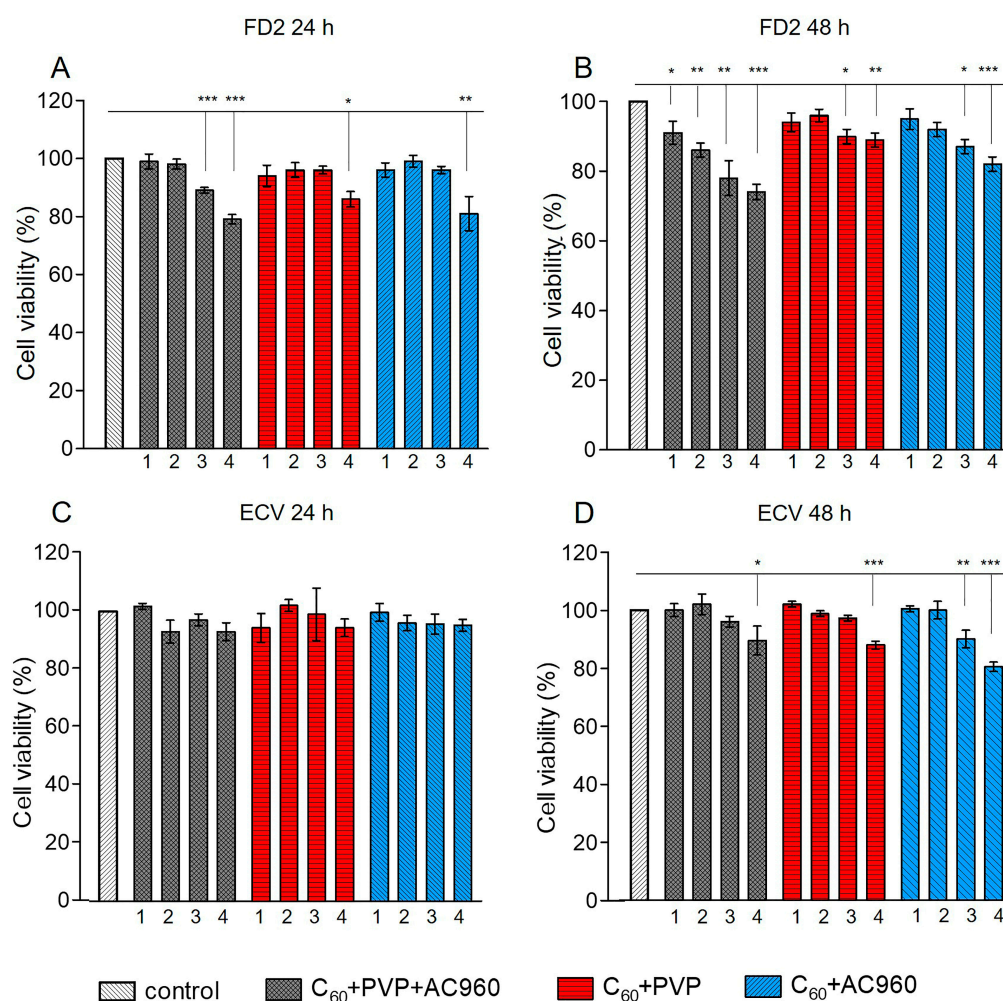 FD2 24 h
FD2 48 h
A
Cell viability (%)
120
100
80
60
40
20
0
*** *** * **
1 2 3 4 1 2 3 4 1 2 3 4
B
Cell viability (%)
100
80
60
40
20
0
* ** ** *** * ** * ***
1 2 3 4 1 2 3 4 1 2 3 4
ECV 24 h
ECV 48 h
C
Cell viability (%)
120
100
80
60
40
20
0
1 2 3 4 1 2 3 4 1 2 3 4
D
Cell viability (%)
120
100
80
60
40
20
0
* *** ** ***
1 2 3 4 1 2 3 4 1 2 3 4
control C₆₀+PVP+AC960 C₆₀+PVP C₆₀+AC960